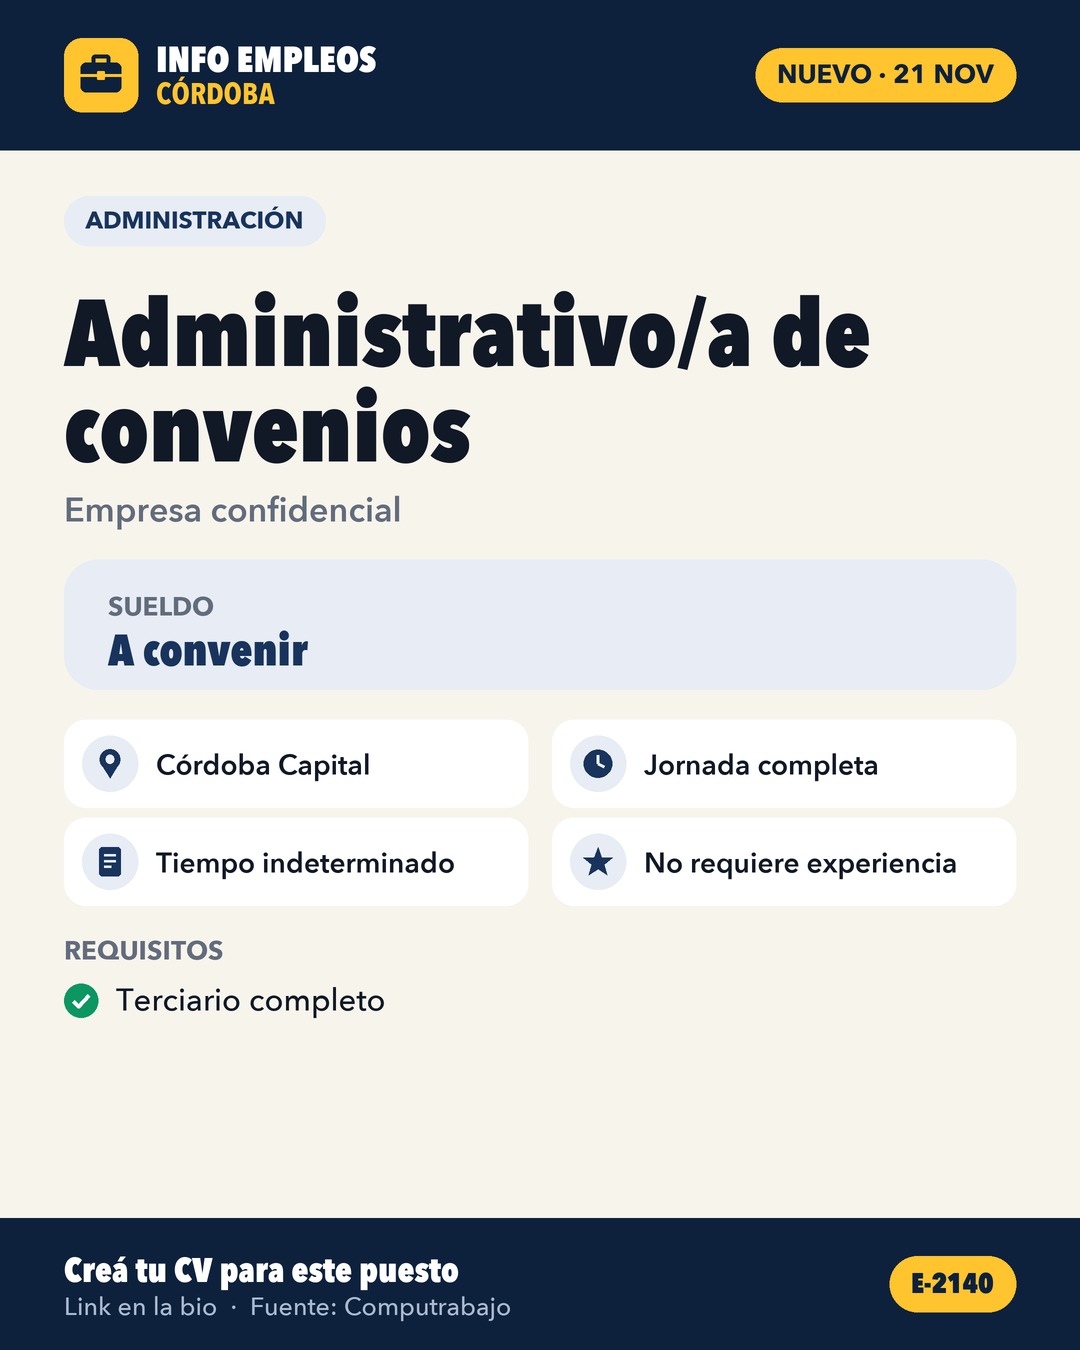 INFO EMPLEOS
CÓRDOBA
NUEVO · 21 NOV
ADMINISTRACIÓN
Administrativo/a de
convenios
Empresa confidencial
SUELDO
A convenir
Córdoba Capital
Jornada completa
Tiempo indeterminado
No requiere experiencia
REQUISITOS
Terciario completo
Creá tu CV para este puesto
Link en la bio · Fuente: Computrabajo
E-2140